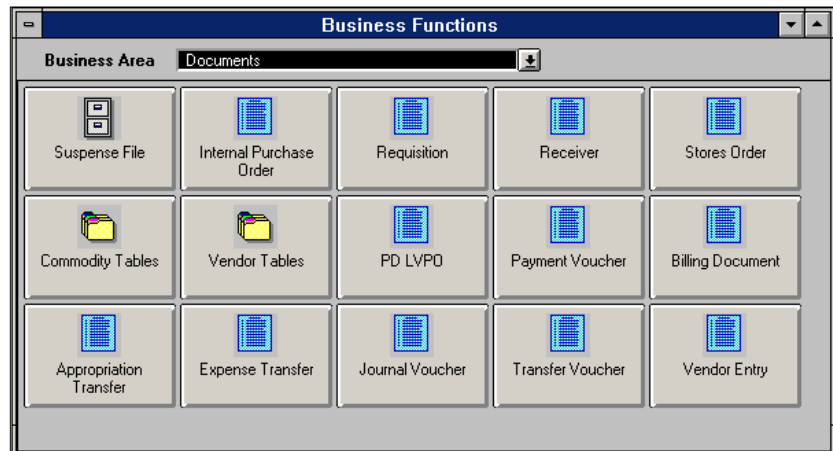 Business Functions
Business Area Documents
Suspense File
Internal Purchase
Order
Requisition
Receiver
Stores Order
Commodity Tables
Vendor Tables
PD LVPO
Payment Voucher
Billing Document
Appropriation
Transfer
Expense Transfer
Journal Voucher
Transfer Voucher
Vendor Entry